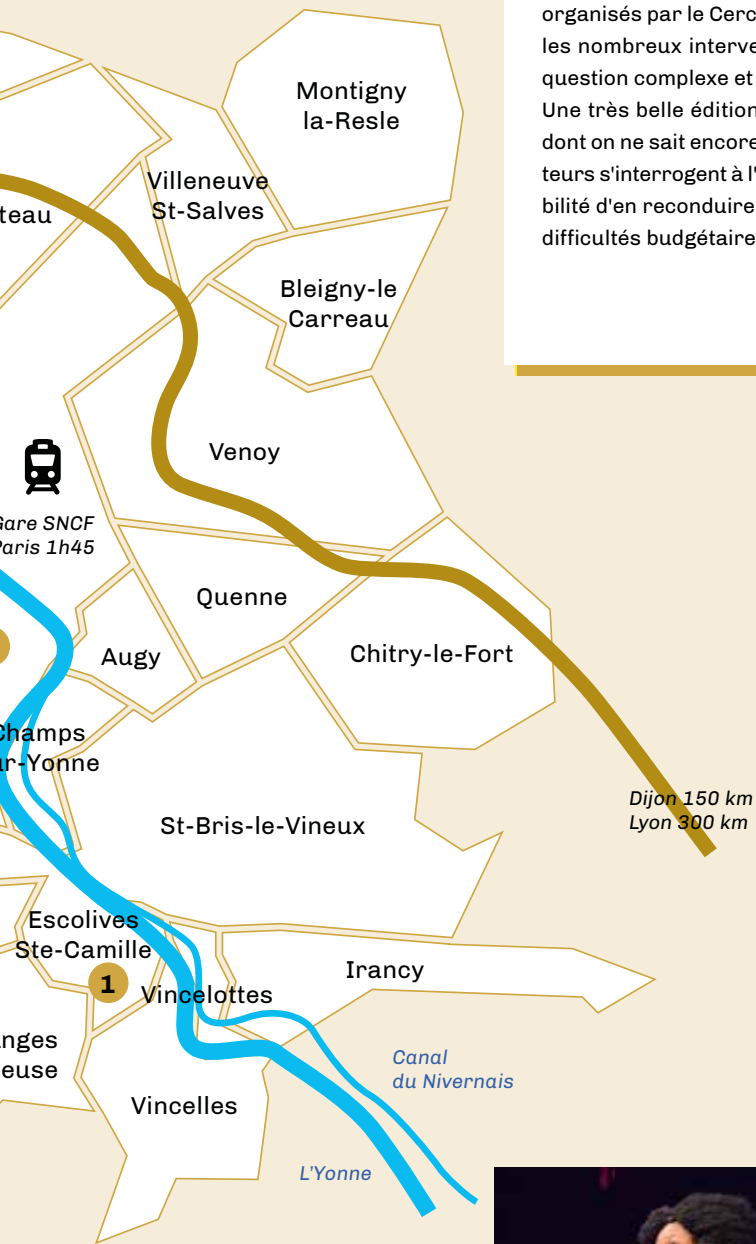 organisés par le Cerc
les nombreux interve
question complexe et
Une très belle édition
dont on ne sait encore
teurs s'interrogent à l'
bilité d'en reconduire
difficultés budgétaire
Montigny
la-Resle
Villeneuve
St-Salves
teau
Bleigny-le
Carreau
Venoy
Gare SNCF
Paris 1h45
Quenne
Augy
Chitry-le-Fort
Champs
ur-Yonne
Dijon 150 km
Lyon 300 km
St-Bris-le-Vineux
Escolives
Ste-Camille
1
Irancy
Vincelottes
nges
euse
Canal
du Nivernais
Vincelles
L'Yonne